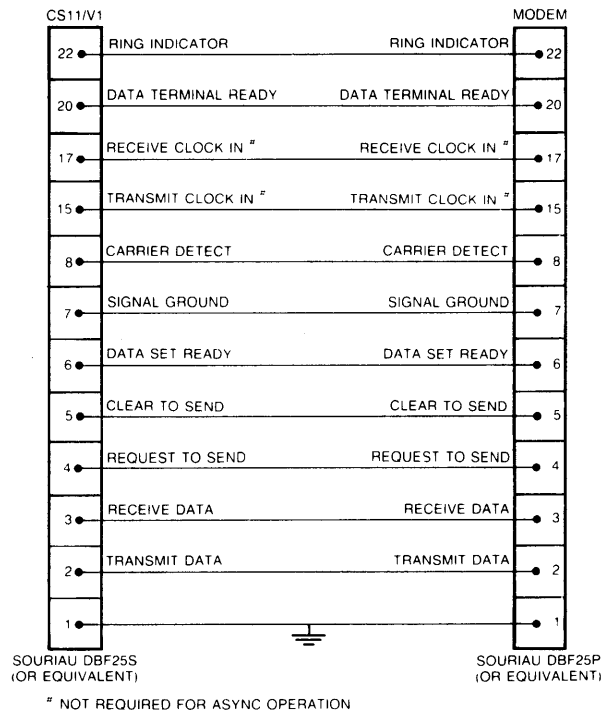 CS11/V1 MODEM
22 RING INDICATOR RING INDICATOR 22
20 DATA TERMINAL READY DATA TERMINAL READY 20
17 RECEIVE CLOCK IN # RECEIVE CLOCK IN # 17
15 TRANSMIT CLOCK IN # TRANSMIT CLOCK IN # 15
8 CARRIER DETECT CARRIER DETECT 8
7 SIGNAL GROUND SIGNAL GROUND 7
6 DATA SET READY DATA SET READY 6
5 CLEAR TO SEND CLEAR TO SEND 5
4 REQUEST TO SEND REQUEST TO SEND 4
3 RECEIVE DATA RECEIVE DATA 3
2 TRANSMIT DATA TRANSMIT DATA 2
1 1
SOURIAU DBF25S SOURIAU DBF25P
(OR EQUIVALENT) (OR EQUIVALENT)
# NOT REQUIRED FOR ASYNC OPERATION